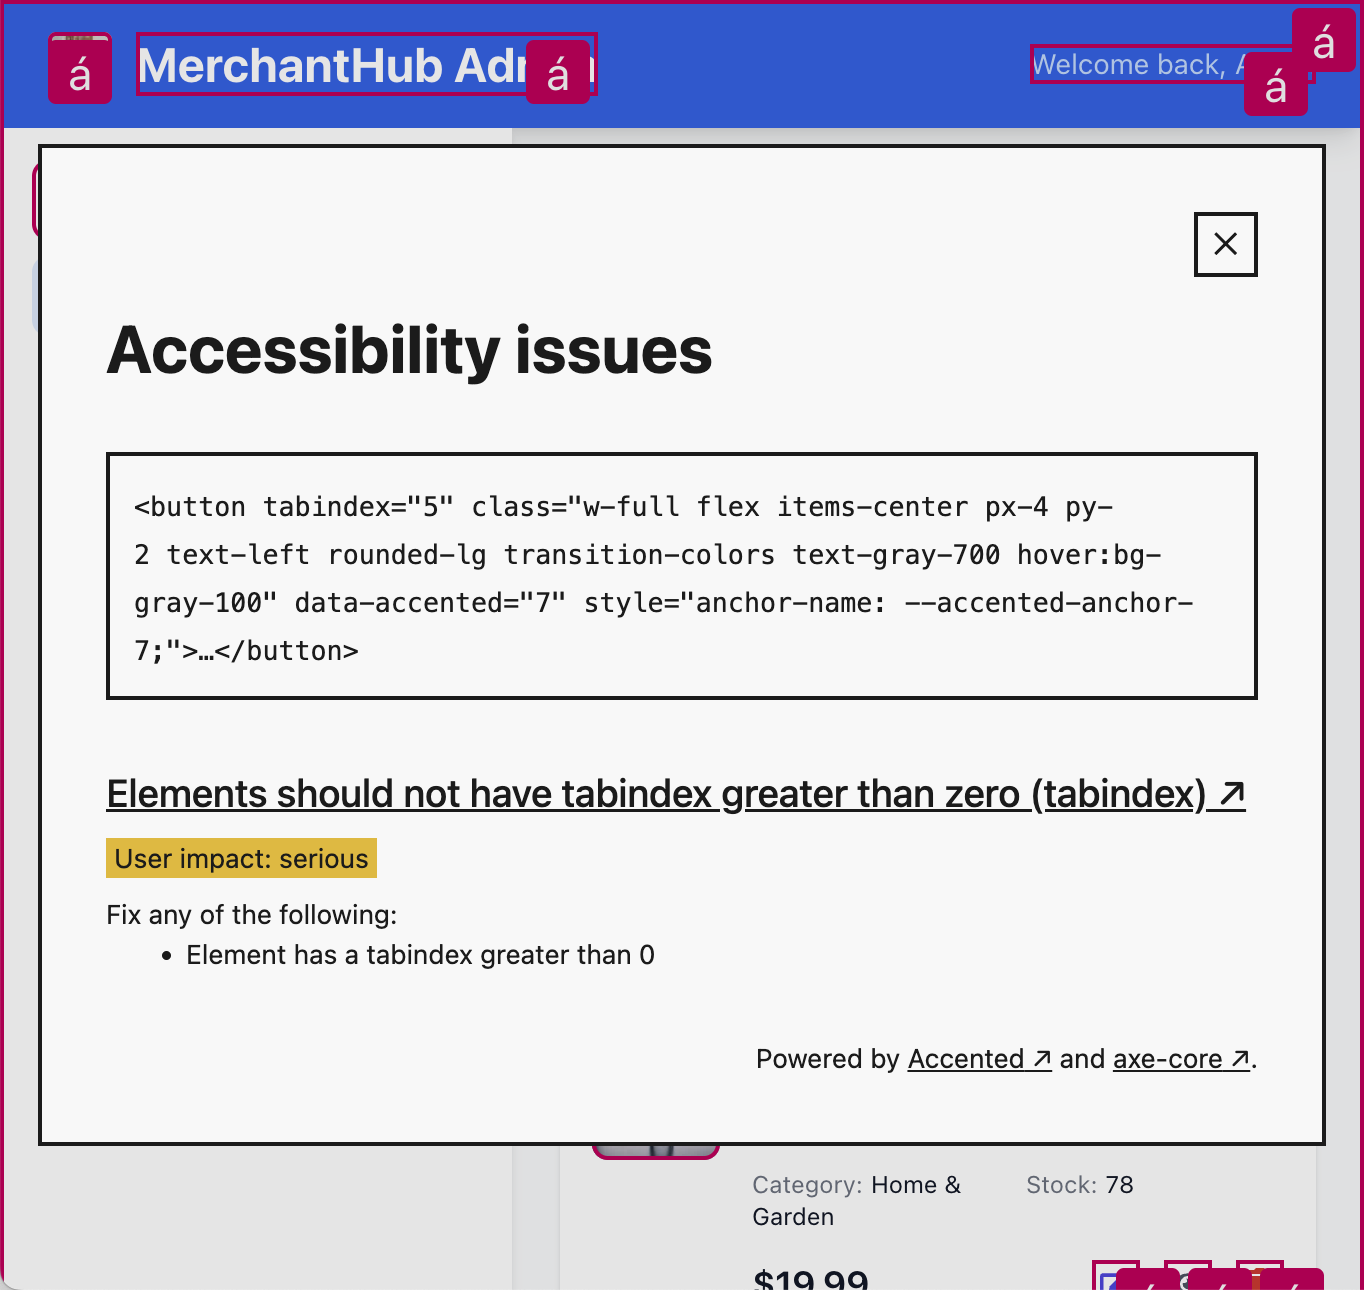 á
MerchantHub
á
Welcome back,
á
á
Accessibility issues
<button tabindex="5" class="w-full flex items-center px-4 py-
2 text-left rounded-lg transition-colors text-gray-700 hover:bg-
gray-100" data-accented="7" style="anchor-name: --accented-anchor-
7;">…</button>
Elements should not have tabindex greater than zero (tabindex) ↗
User impact: serious
Fix any of the following:
• Element has a tabindex greater than 0
Powered by Accented ↗ and axe-core ↗.
Category: Home &
Garden
Stock: 78
$19.99